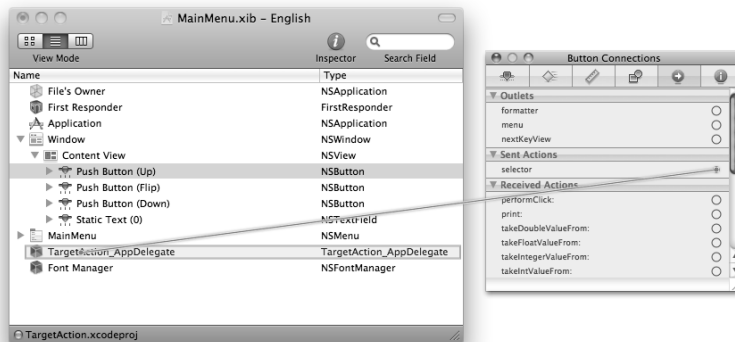 MainMenu.xib – English
View Mode
Inspector
Search Field
Name Type
File's Owner NSApplication
First Responder FirstResponder
Application NSApplication
Window NSWindow
Content View NSView
Push Button (Up) NSButton
Push Button (Flip) NSButton
Push Button (Down) NSButton
Static Text (0) NSTextField
MainMenu NSMenu
TargetAction_AppDelegate TargetAction_AppDelegate
Font Manager NSFontManager
TargetAction.xcodeproj
Button Connections
Outlets
formatter
menu
nextKeyView
Sent Actions
selector
Received Actions
performClick:
print:
takeDoubleValueFrom:
takeFloatValueFrom:
takeIntegerValueFrom:
takeIntValueFrom: